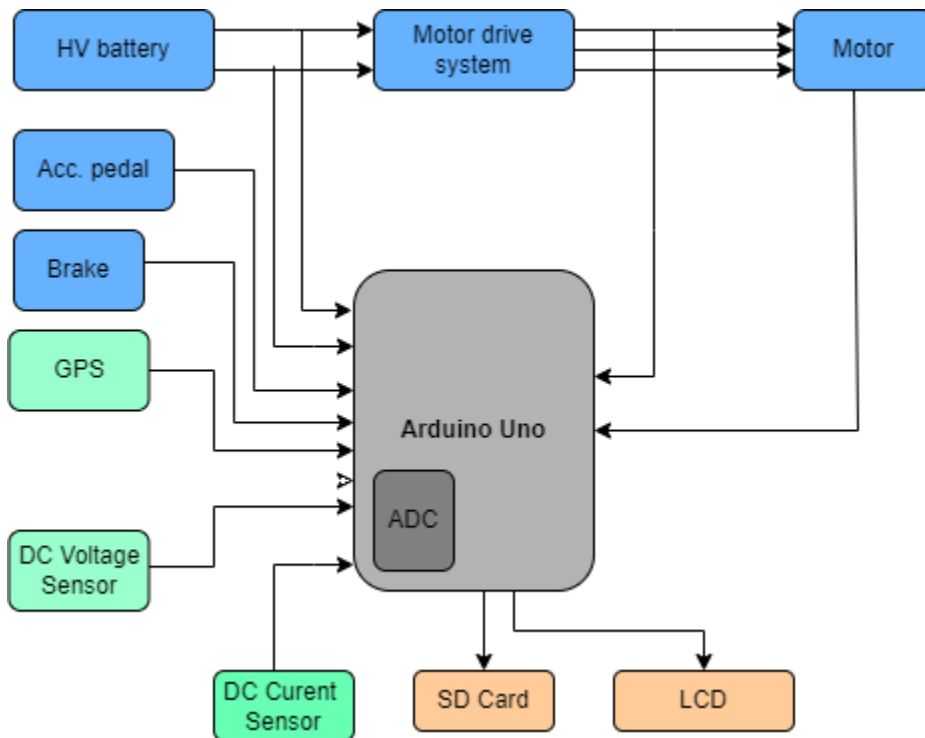 HV battery
Motor drive
system
Motor
Acc. pedal
Brake
GPS
Arduino Uno
ADC
DC Voltage
Sensor
DC Curent
Sensor
SD Card
LCD